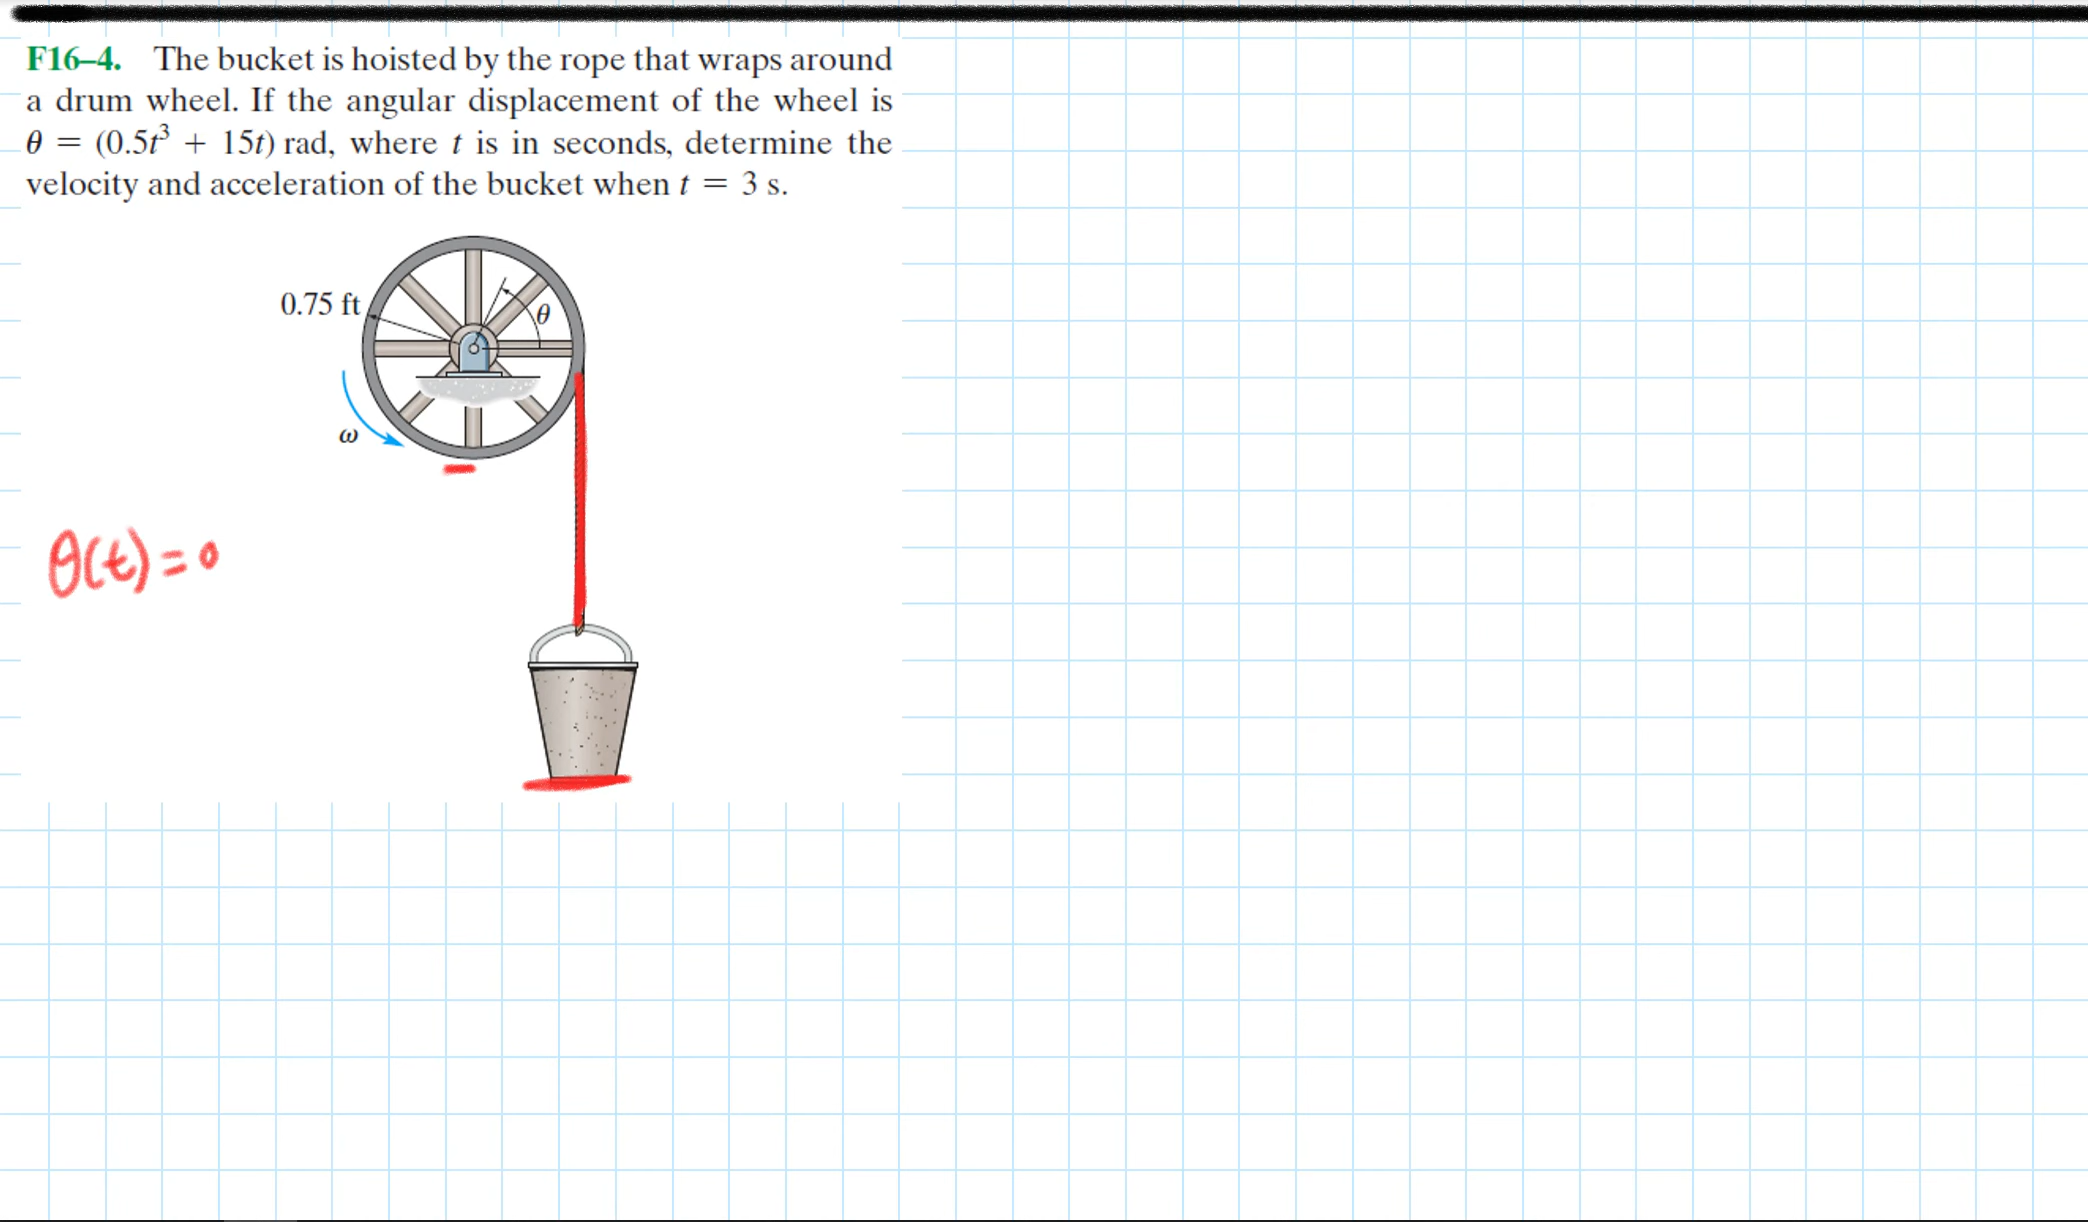 F16–4. The bucket is hoisted by the rope that wraps around
a drum wheel. If the angular displacement of the wheel is
θ = (0.5t³ + 15t) rad, where t is in seconds, determine the
velocity and acceleration of the bucket when t = 3 s.
0.75 ft
θ
ω
θ(t)=0